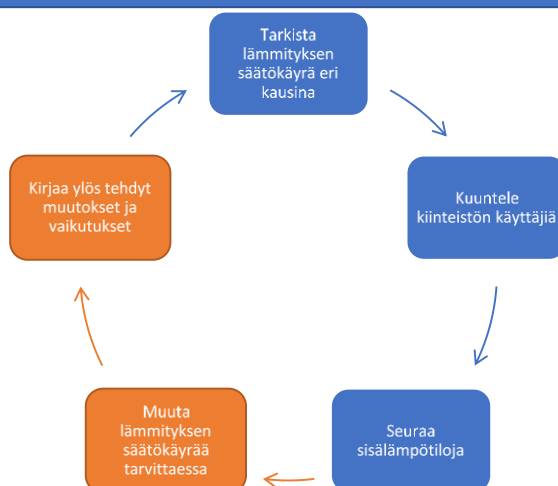 Tarkista
lämmityksen
säätökäyrä eri
kausina
Kuuntele
kiinteistön käyttäjiä
Seuraa
sisälämpötiloja
Muuta
lämmityksen
säätökäyrää
tarvittaessa
Kirjaa ylös tehdyt
muutokset ja
vaikutukset